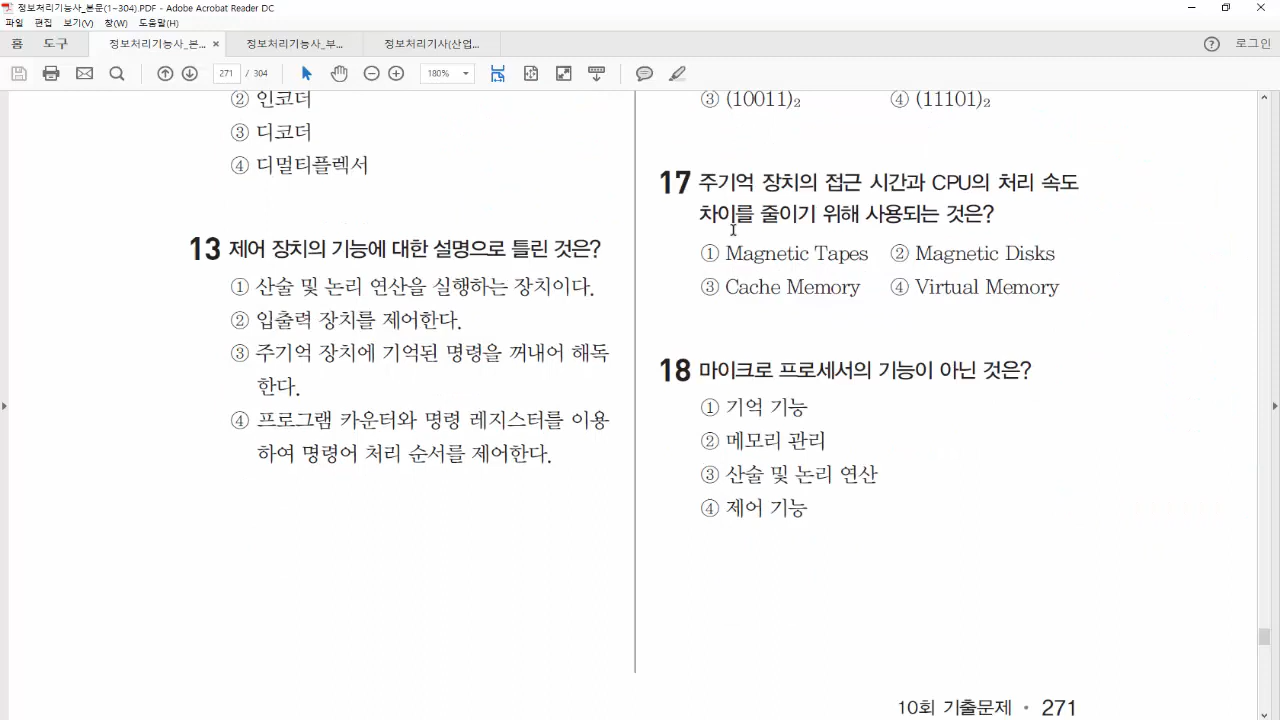 정보처리기능사_본문(1~304).PDF - Adobe Acrobat Reader DC
파일 편집 보기(V) 창(W) 도움말(H)
홈 도구 정보처리기능사_본... × 정보처리기능사_부... 정보처리기사(산업... ? 로그인
271 / 304 180%
② 인코더
③ 디코더
④ 디멀티플렉서
13 제어 장치의 기능에 대한 설명으로 틀린 것은?
① 산술 및 논리 연산을 실행하는 장치이다.
② 입출력 장치를 제어한다.
③ 주기억 장치에 기억된 명령을 꺼내어 해독
한다.
④ 프로그램 카운터와 명령 레지스터를 이용
하여 명령어 처리 순서를 제어한다.
③ (10011)₂ ④ (11101)₂
17 주기억 장치의 접근 시간과 CPU의 처리 속도
차이를 줄이기 위해 사용되는 것은?
① Magnetic Tapes ② Magnetic Disks
③ Cache Memory ④ Virtual Memory
18 마이크로 프로세서의 기능이 아닌 것은?
① 기억 기능
② 메모리 관리
③ 산술 및 논리 연산
④ 제어 기능
10회 기출문제 • 271